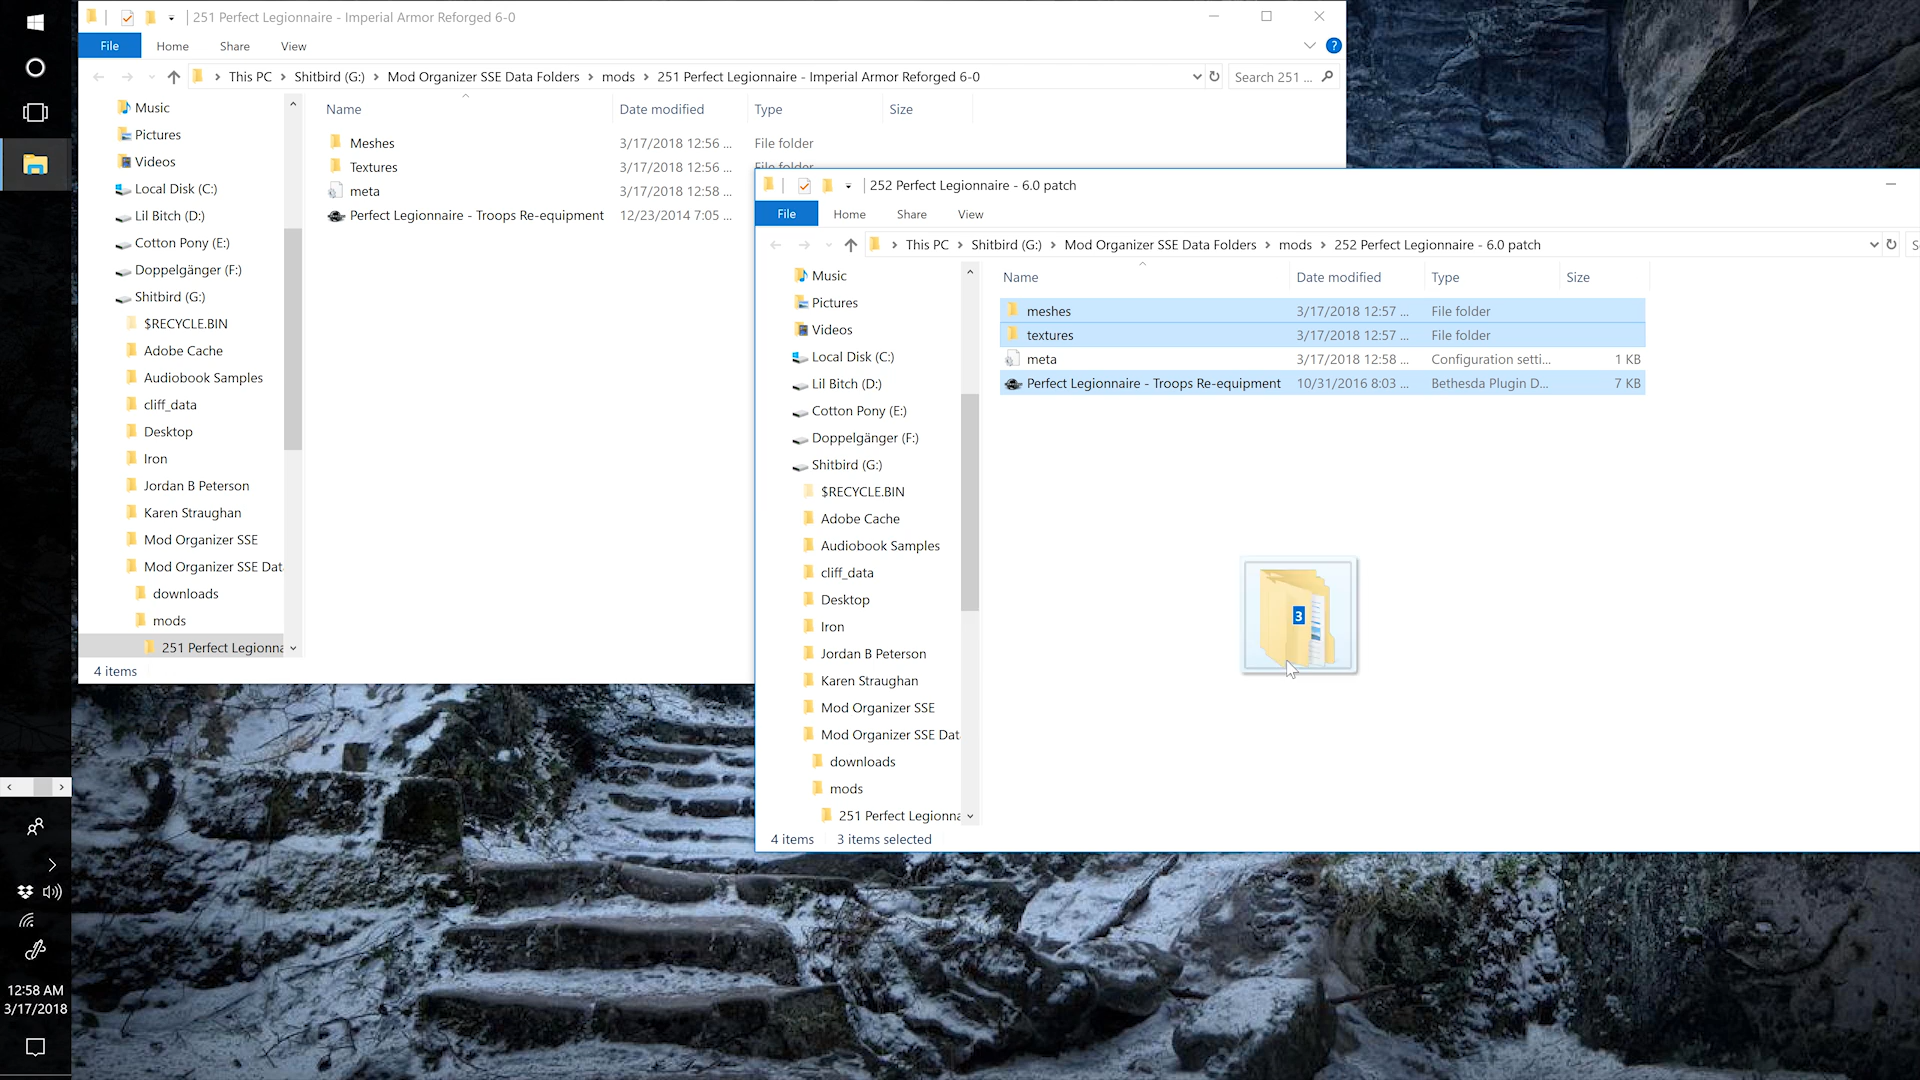 251 Perfect Legionnaire - Imperial Armor Reforged 6-0
File Home Share View
This PC Shitbird (G:) Mod Organizer SSE Data Folders mods 251 Perfect Legionnaire - Imperial Armor Reforged 6-0
Search 251 ...
Music
Pictures
Videos
Local Disk (C:)
Lil Bitch (D:)
Cotton Pony (E:)
Doppelgänger (F:)
Shitbird (G:)
$RECYCLE.BIN
Adobe Cache
Audiobook Samples
cliff_data
Desktop
Iron
Jordan B Peterson
Karen Straughan
Mod Organizer SSE
Mod Organizer SSE Dat
downloads
mods
251 Perfect Legionna
4 items
Name Date modified Type Size
Meshes 3/17/2018 12:56 ... File folder
Textures 3/17/2018 12:56 ... File folder
meta 3/17/2018 12:58 ...
Perfect Legionnaire - Troops Re-equipment 12/23/2014 7:05 ...
252 Perfect Legionnaire - 6.0 patch
File Home Share View
This PC Shitbird (G:) Mod Organizer SSE Data Folders mods 252 Perfect Legionnaire - 6.0 patch
Music
Pictures
Videos
Local Disk (C:)
Lil Bitch (D:)
Cotton Pony (E:)
Doppelgänger (F:)
Shitbird (G:)
$RECYCLE.BIN
Adobe Cache
Audiobook Samples
cliff_data
Desktop
Iron
Jordan B Peterson
Karen Straughan
Mod Organizer SSE
Mod Organizer SSE Dat
downloads
mods
251 Perfect Legionna
4 items 3 items selected
Name Date modified Type Size
meshes 3/17/2018 12:57 ... File folder
textures 3/17/2018 12:57 ... File folder
meta 3/17/2018 12:58 ... Configuration setti... 1 KB
Perfect Legionnaire - Troops Re-equipment 10/31/2016 8:03 ... Bethesda Plugin D... 7 KB
3
12:58 AM
3/17/2018